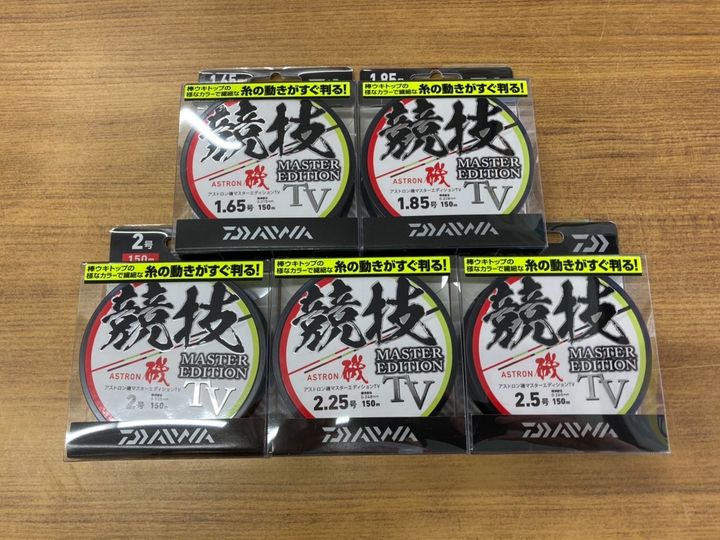 1.65号
棒ウキトップの
様なカラーで繊細な
糸の動きがすぐ判る!
競技
MASTER
EDITION
TV
ASTRON 磯
アストロン磯マスターエディションTV
1.65号
150m
DAIWA
1.85号
棒ウキトップの
様なカラーで繊細な
糸の動きがすぐ判る!
競技
MASTER
EDITION
TV
ASTRON 磯
アストロン磯マスターエディションTV
1.85号
150m
DAIWA
2号
150m
棒ウキトップの
様なカラーで繊細な
糸の動きがすぐ判る!
競技
MASTER
EDITION
TV
ASTRON 磯
アストロン磯マスターエディションTV
2号
150m
DAIWA
棒ウキトップの
様なカラーで繊細な
糸の動きがすぐ判る!
競技
MASTER
EDITION
TV
ASTRON 磯
アストロン磯マスターエディションTV
2.25号
150m
DAIWA
棒ウキトップの
様なカラーで繊細な
糸の動きがすぐ判る!
競技
MASTER
EDITION
TV
ASTRON 磯
アストロン磯マスターエディションTV
2.5号
150m
DAIWA